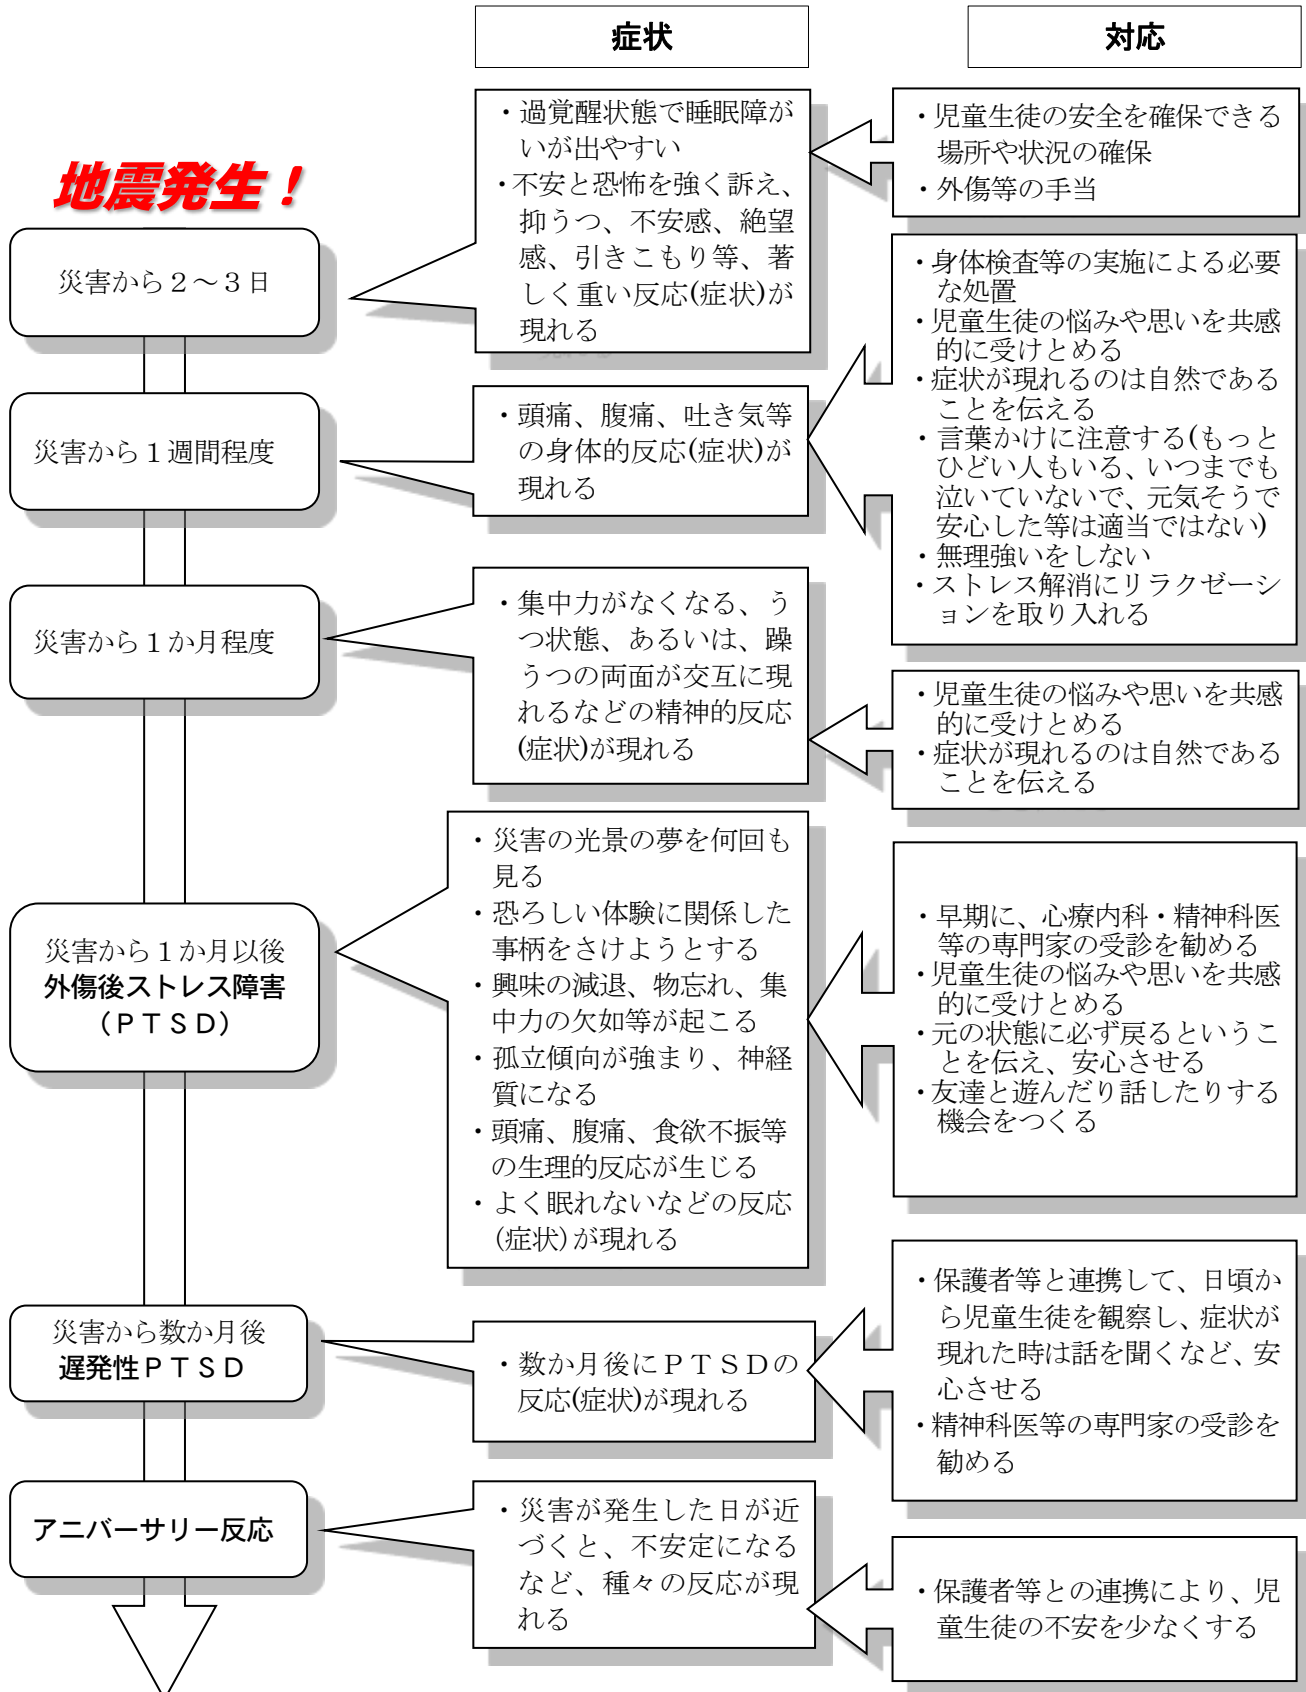 症状
対応
地震発生！
災害から２～３日
・過覚醒状態で睡眠障が
いが出やすい
・不安と恐怖を強く訴え、
抑うつ、不安感、絶望
感、引きこもり等、著
しく重い反応(症状)が
現れる
・児童生徒の安全を確保できる
場所や状況の確保
・外傷等の手当
災害から１週間程度
・頭痛、腹痛、吐き気等
の身体的反応(症状)が
現れる
・身体検査等の実施による必要
な処置
・児童生徒の悩みや思いを共感
的に受けとめる
・症状が現れるのは自然である
ことを伝える
・言葉かけに注意する(もっと
ひどい人もいる、いつまでも
泣いていないで、元気そうで
安心した等は適当ではない)
・無理強いをしない
・ストレス解消にリラクゼーシ
ョンを取り入れる
災害から１か月程度
・集中力がなくなる、う
つ状態、あるいは、躁
うつの両面が交互に現
れるなどの精神的反応
(症状)が現れる
・児童生徒の悩みや思いを共感
的に受けとめる
・症状が現れるのは自然である
ことを伝える
災害から１か月以後
外傷後ストレス障害
（ＰＴＳＤ）
・災害の光景の夢を何回も
見る
・恐ろしい体験に関係した
事柄をさけようとする
・興味の減退、物忘れ、集
中力の欠如等が起こる
・孤立傾向が強まり、神経
質になる
・頭痛、腹痛、食欲不振等
の生理的反応が生じる
・よく眠れないなどの反応
(症状)が現れる
・早期に、心療内科・精神科医
等の専門家の受診を勧める
・児童生徒の悩みや思いを共感
的に受けとめる
・元の状態に必ず戻るというこ
とを伝え、安心させる
・友達と遊んだり話したりする
機会をつくる
災害から数か月後
遅発性ＰＴＳＤ
・数か月後にＰＴＳＤの
反応(症状)が現れる
・保護者等と連携して、日頃か
ら児童生徒を観察し、症状が
現れた時は話を聞くなど、安
心させる
・精神科医等の専門家の受診を
勧める
アニバーサリー反応
・災害が発生した日が近
づくと、不安定になる
など、種々の反応が現
れる
・保護者等との連携により、児
童生徒の不安を少なくする